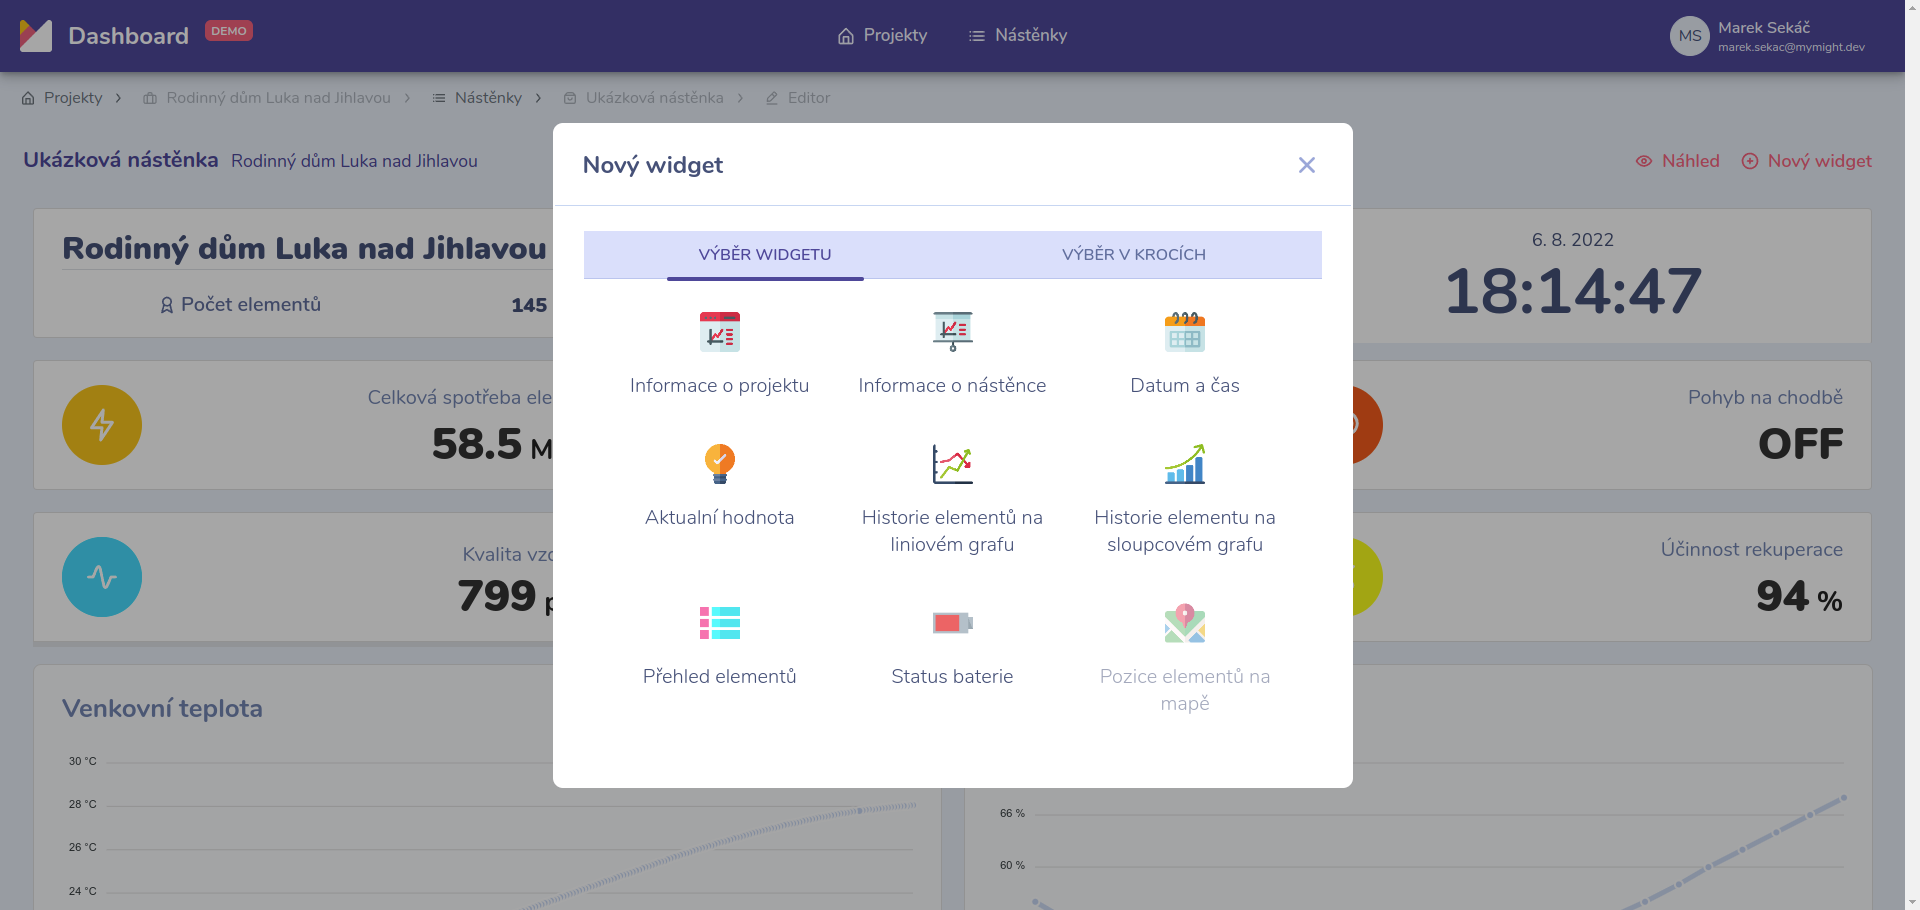 Dashboard DEMO
Projekty Nástěnky
MS Marek Sekáč
marek.sekac@mymight.dev
Projekty Rodinný dům Luka nad Jihlavou Nástěnky Ukázková nástěnka Editor
Ukázková nástěnka Rodinný dům Luka nad Jihlavou
Náhled Nový widget
Rodinný dům Luka nad Jihlavou
Počet elementů 145
6. 8. 2022
18:14:47
Celková spotřeba
58.5
Pohyb na chodbě
OFF
Kvalita
799
Účinnost rekuperace
94 %
Venkovní teplota
30 °C
28 °C
26 °C
24 °C
66 %
60 %
Nový widget
VÝBĚR WIDGETU VÝBĚR V KROCÍCH
Informace o projektu
Informace o nástěnce
Datum a čas
Aktualní hodnota
Historie elementů na
liniovém grafu
Historie elementu na
sloupcovém grafu
Přehled elementů
Status baterie
Pozice elementů na
mapě